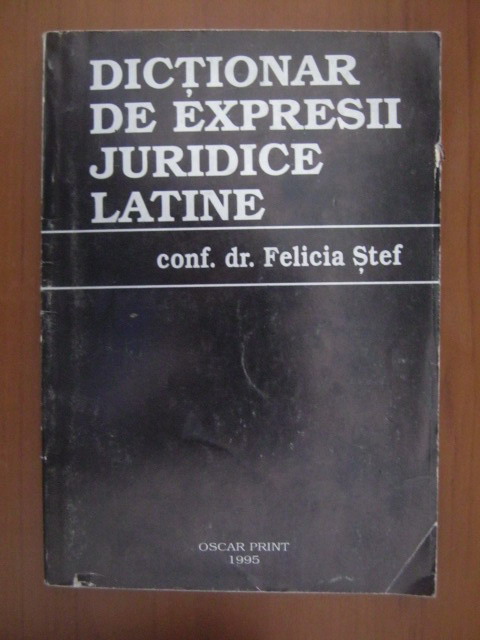 DICȚIONAR
DE EXPRESII
JURIDICE
LATINE
conf. dr. Felicia Ștef
OSCAR PRINT
1995